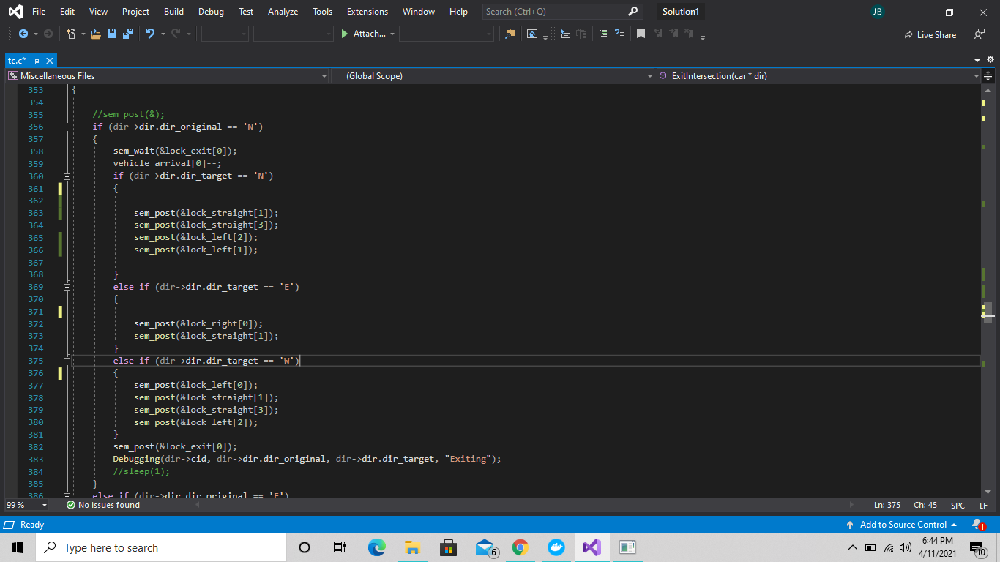 File Edit View Project Build Debug Test Analyze Tools Extensions Window Help Search (Ctrl+Q) Solution1 JB
Attach... Live Share
tc.c*
Miscellaneous Files (Global Scope) ExitIntersection(car * dir)
353 {
354
355 //sem_post(&);
356 if (dir->dir.dir_original == 'N')
357 {
358 sem_wait(&lock_exit[0]);
359 vehicle_arrival[0]--;
360 if (dir->dir.dir_target == 'N')
361 {
362
363 sem_post(&lock_straight[1]);
364 sem_post(&lock_straight[3]);
365 sem_post(&lock_left[2]);
366 sem_post(&lock_left[1]);
367
368 }
369 else if (dir->dir.dir_target == 'E')
370 {
371
372 sem_post(&lock_right[0]);
373 sem_post(&lock_straight[1]);
374 }
375 else if (dir->dir.dir_target == 'W')
376 {
377 sem_post(&lock_left[0]);
378 sem_post(&lock_straight[1]);
379 sem_post(&lock_straight[3]);
380 sem_post(&lock_left[2]);
381 }
382 sem_post(&lock_exit[0]);
383 Debugging(dir->cid, dir->dir.dir_original, dir->dir.dir_target, "Exiting");
384 //sleep(1);
385 }
386 else if (dir->dir.dir_original == 'E')
99 % No issues found Ln: 375 Ch: 45 SPC LF
Ready Add to Source Control 1
Type here to search 6 6:44 PM
4/11/2021 10